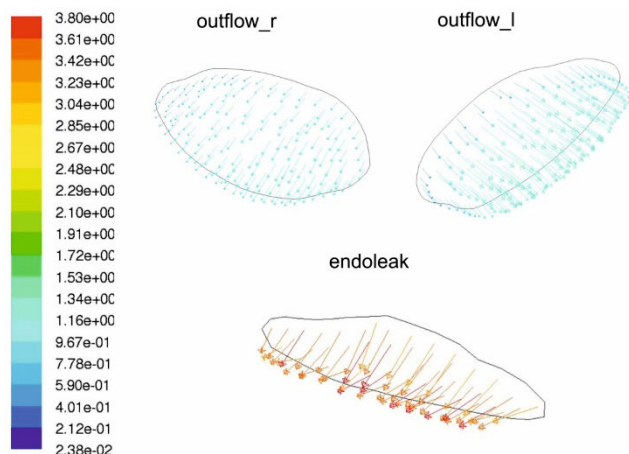 outflow_r
outflow_l
endoleak
3.80e+00
3.61e+00
3.42e+00
3.23e+00
3.04e+00
2.85e+00
2.67e+00
2.48e+00
2.29e+00
2.10e+00
1.91e+00
1.72e+00
1.53e+00
1.34e+00
1.16e+00
9.67e-01
7.78e-01
5.90e-01
4.01e-01
2.12e-01
2.38e-02